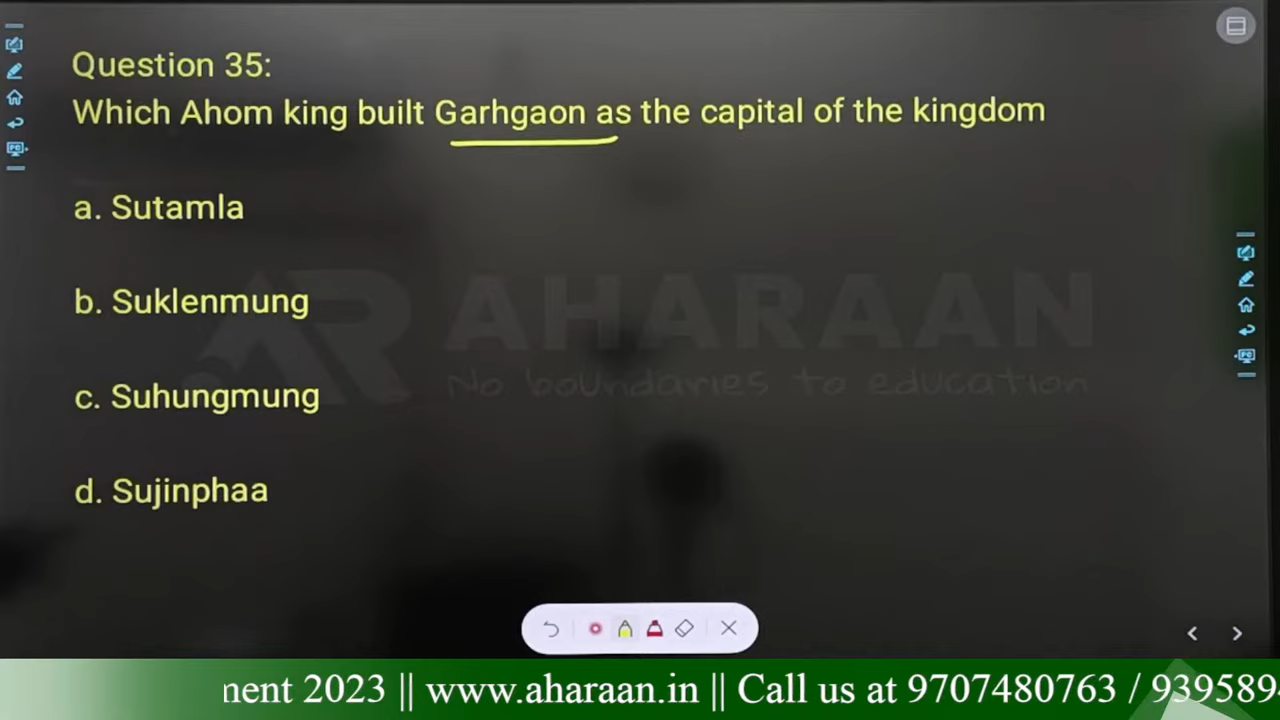 Question 35:
Which Ahom king built Garhgaon as the capital of the kingdom
a. Sutamla
b. Suklenmung
c. Suhungmung
d. Sujinphaa
AHARAAN
No boundaries to education
nent 2023 || www.aharaan.in || Call us at 9707480763 / 939589